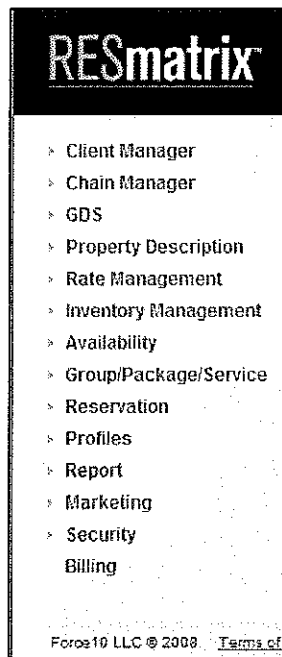 RESmatrix™
Client Manager
Chain Manager
GDS
Property Description
Rate Management
Inventory Management
Availability
Group/Package/Service
Reservation
Profiles
Report
Marketing
Security
Billing
Force10 LLC © 2008 Terms of